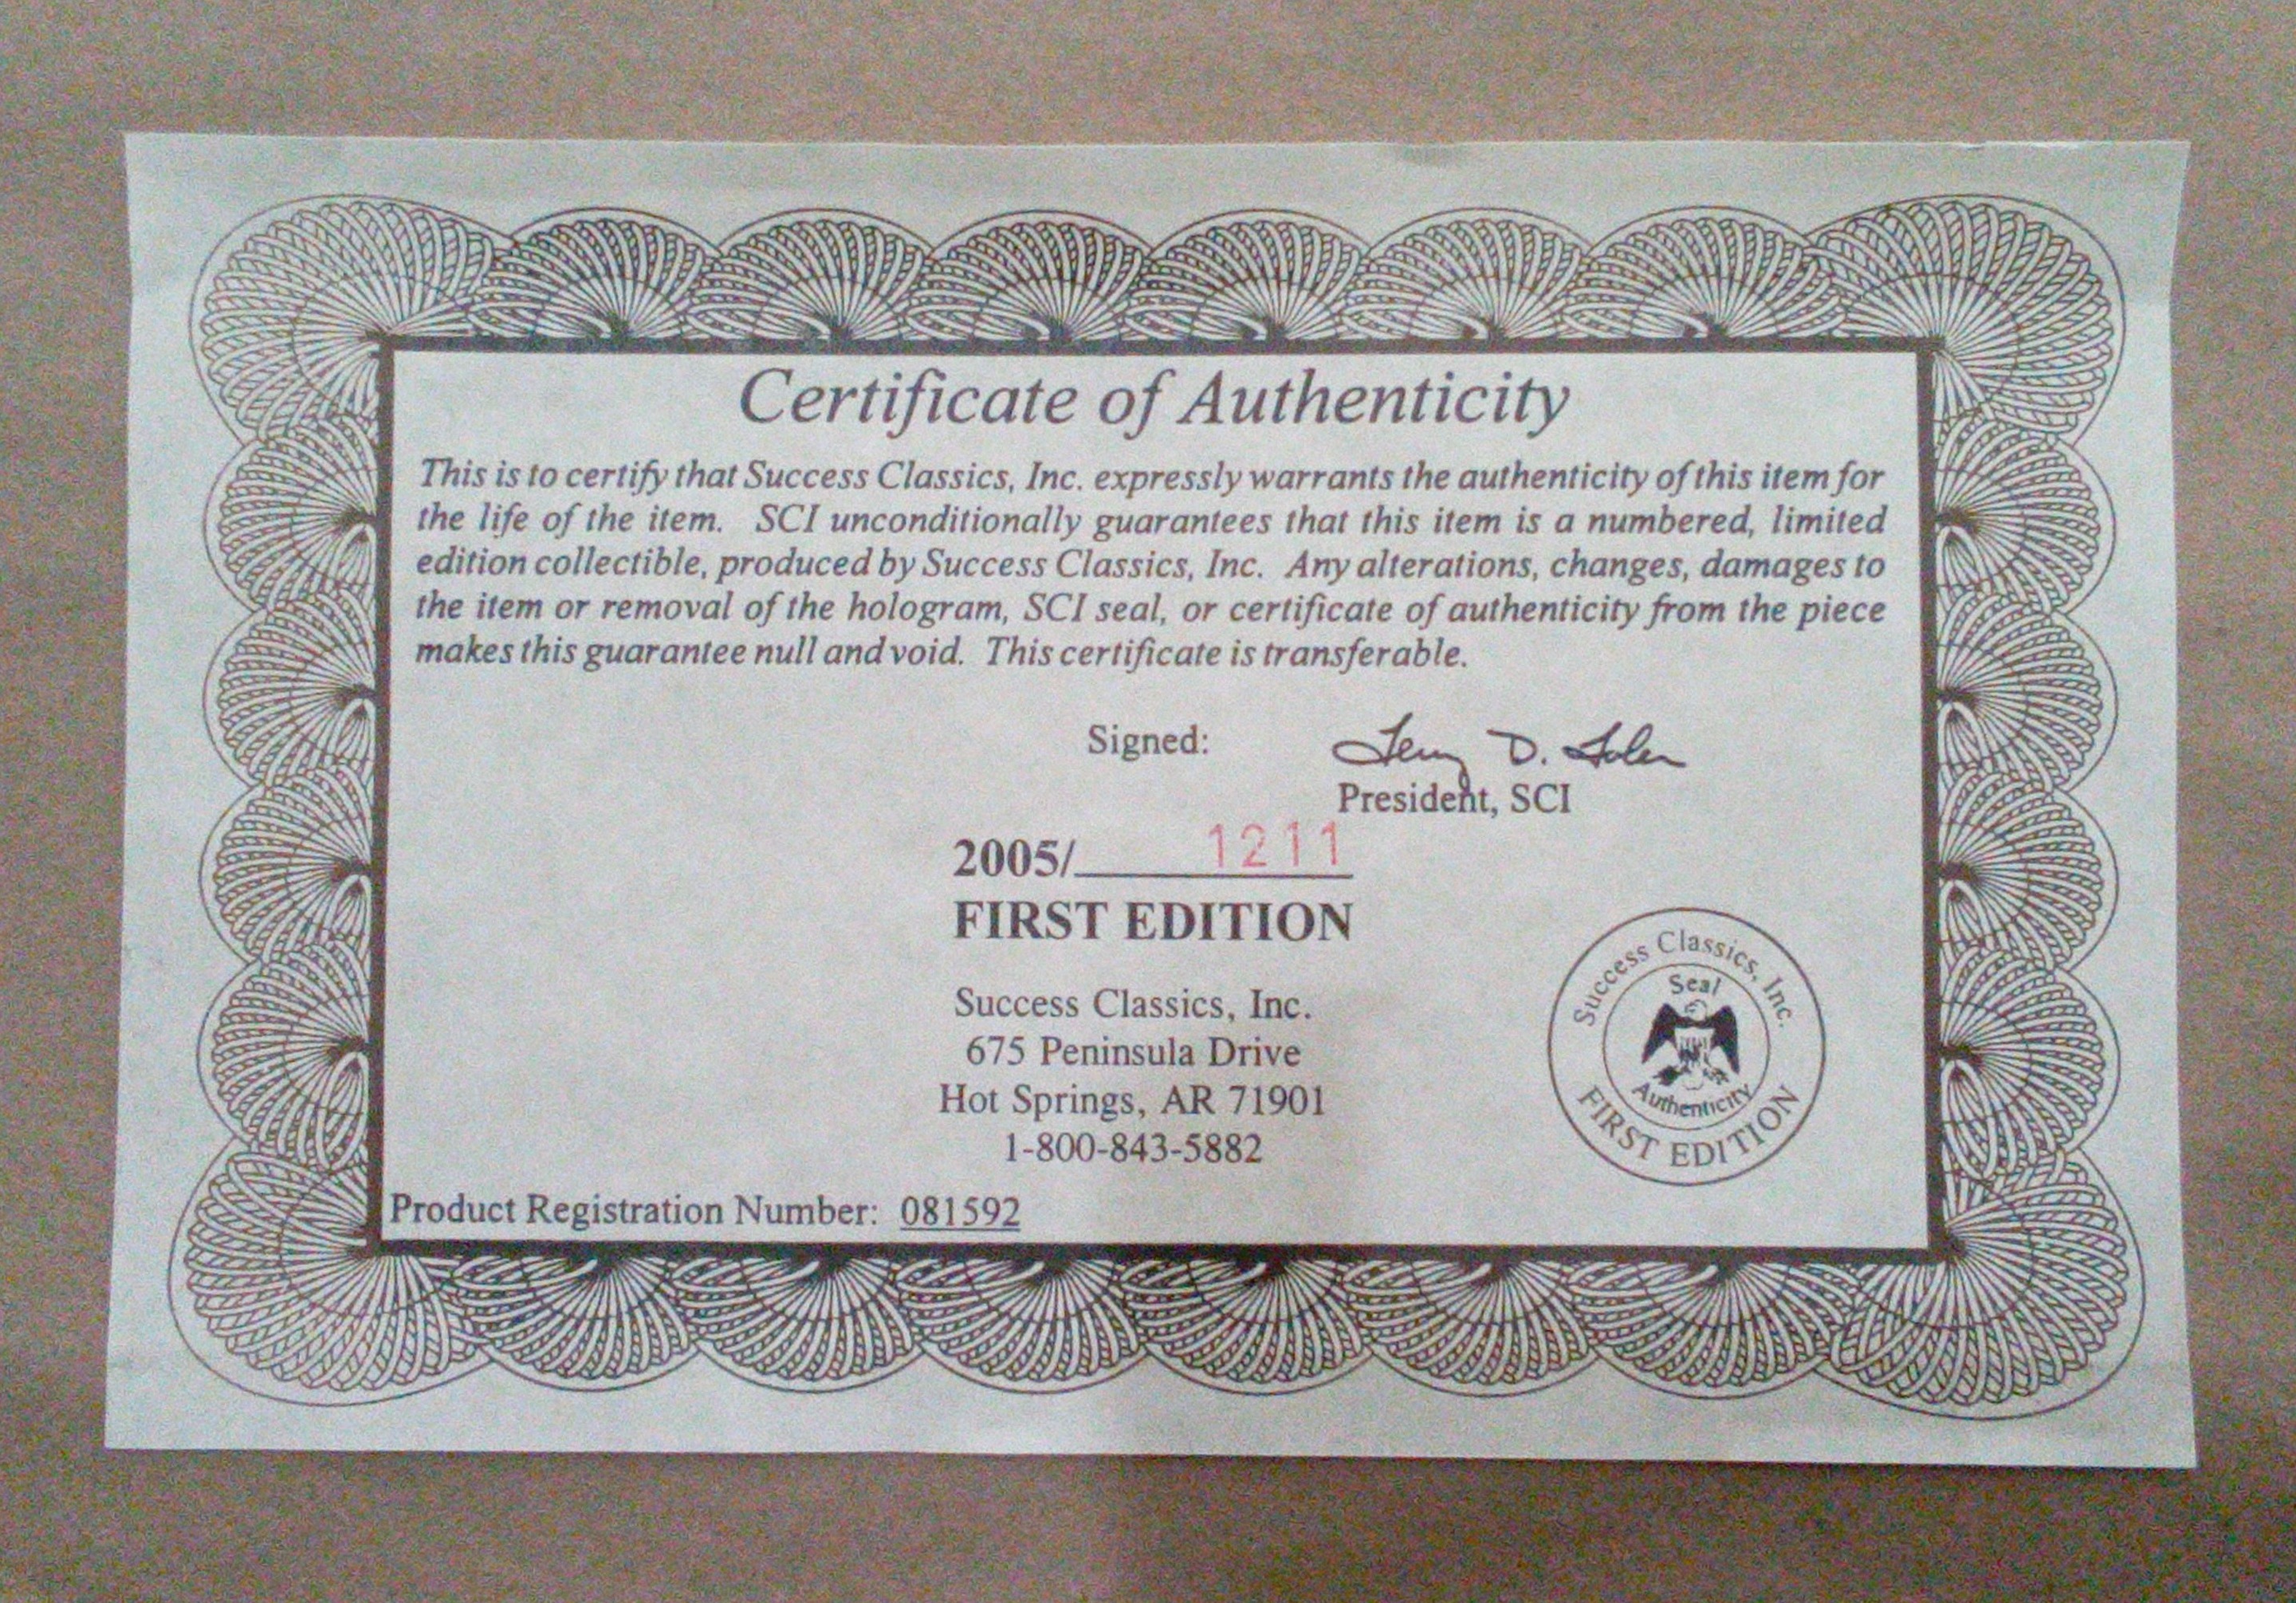 Certificate of Authenticity
This is to certify that Success Classics, Inc. expressly warrants the authenticity of this item for
the life of the item. SCI unconditionally guarantees that this item is a numbered, limited
edition collectible, produced by Success Classics, Inc. Any alterations, changes, damages to
the item or removal of the hologram, SCI seal, or certificate of authenticity from the piece
makes this guarantee null and void. This certificate is transferable.
Signed:
D.
President, SCI
2005/ 1211
FIRST EDITION
Success Classics, Inc.
675 Peninsula Drive
Hot Springs, AR 71901
1-800-843-5882
Success Classics, Inc.
Seal
Authenticity
FIRST EDITION
Product Registration Number: 081592